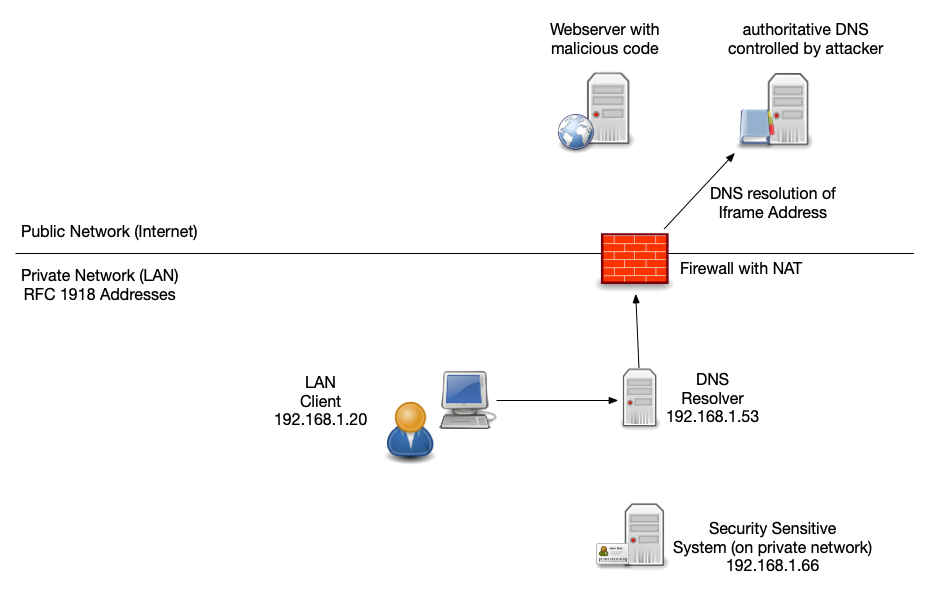 Webserver with
malicious code
authoritative DNS
controlled by attacker
DNS resolution of
Iframe Address
Public Network (Internet)
Private Network (LAN)
RFC 1918 Addresses
Firewall with NAT
LAN
Client
192.168.1.20
DNS
Resolver
192.168.1.53
Security Sensitive
System (on private network)
192.168.1.66